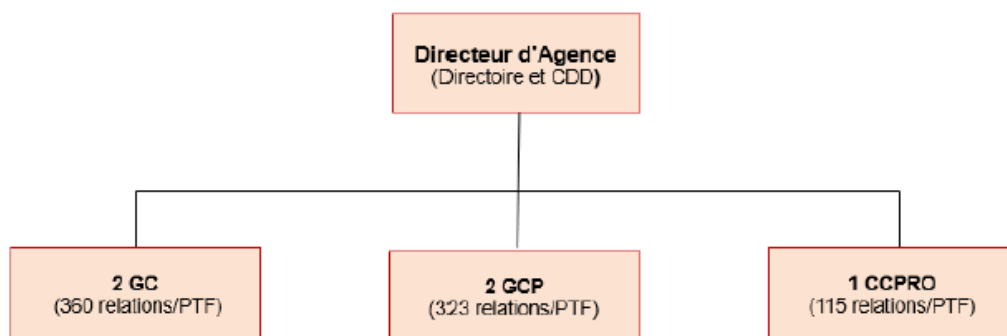 Directeur d'Agence
(Directoire et CDD)
2 GC
(360 relations/PTF)
2 GCP
(323 relations/PTF)
1 CCPRO
(115 relations/PTF)